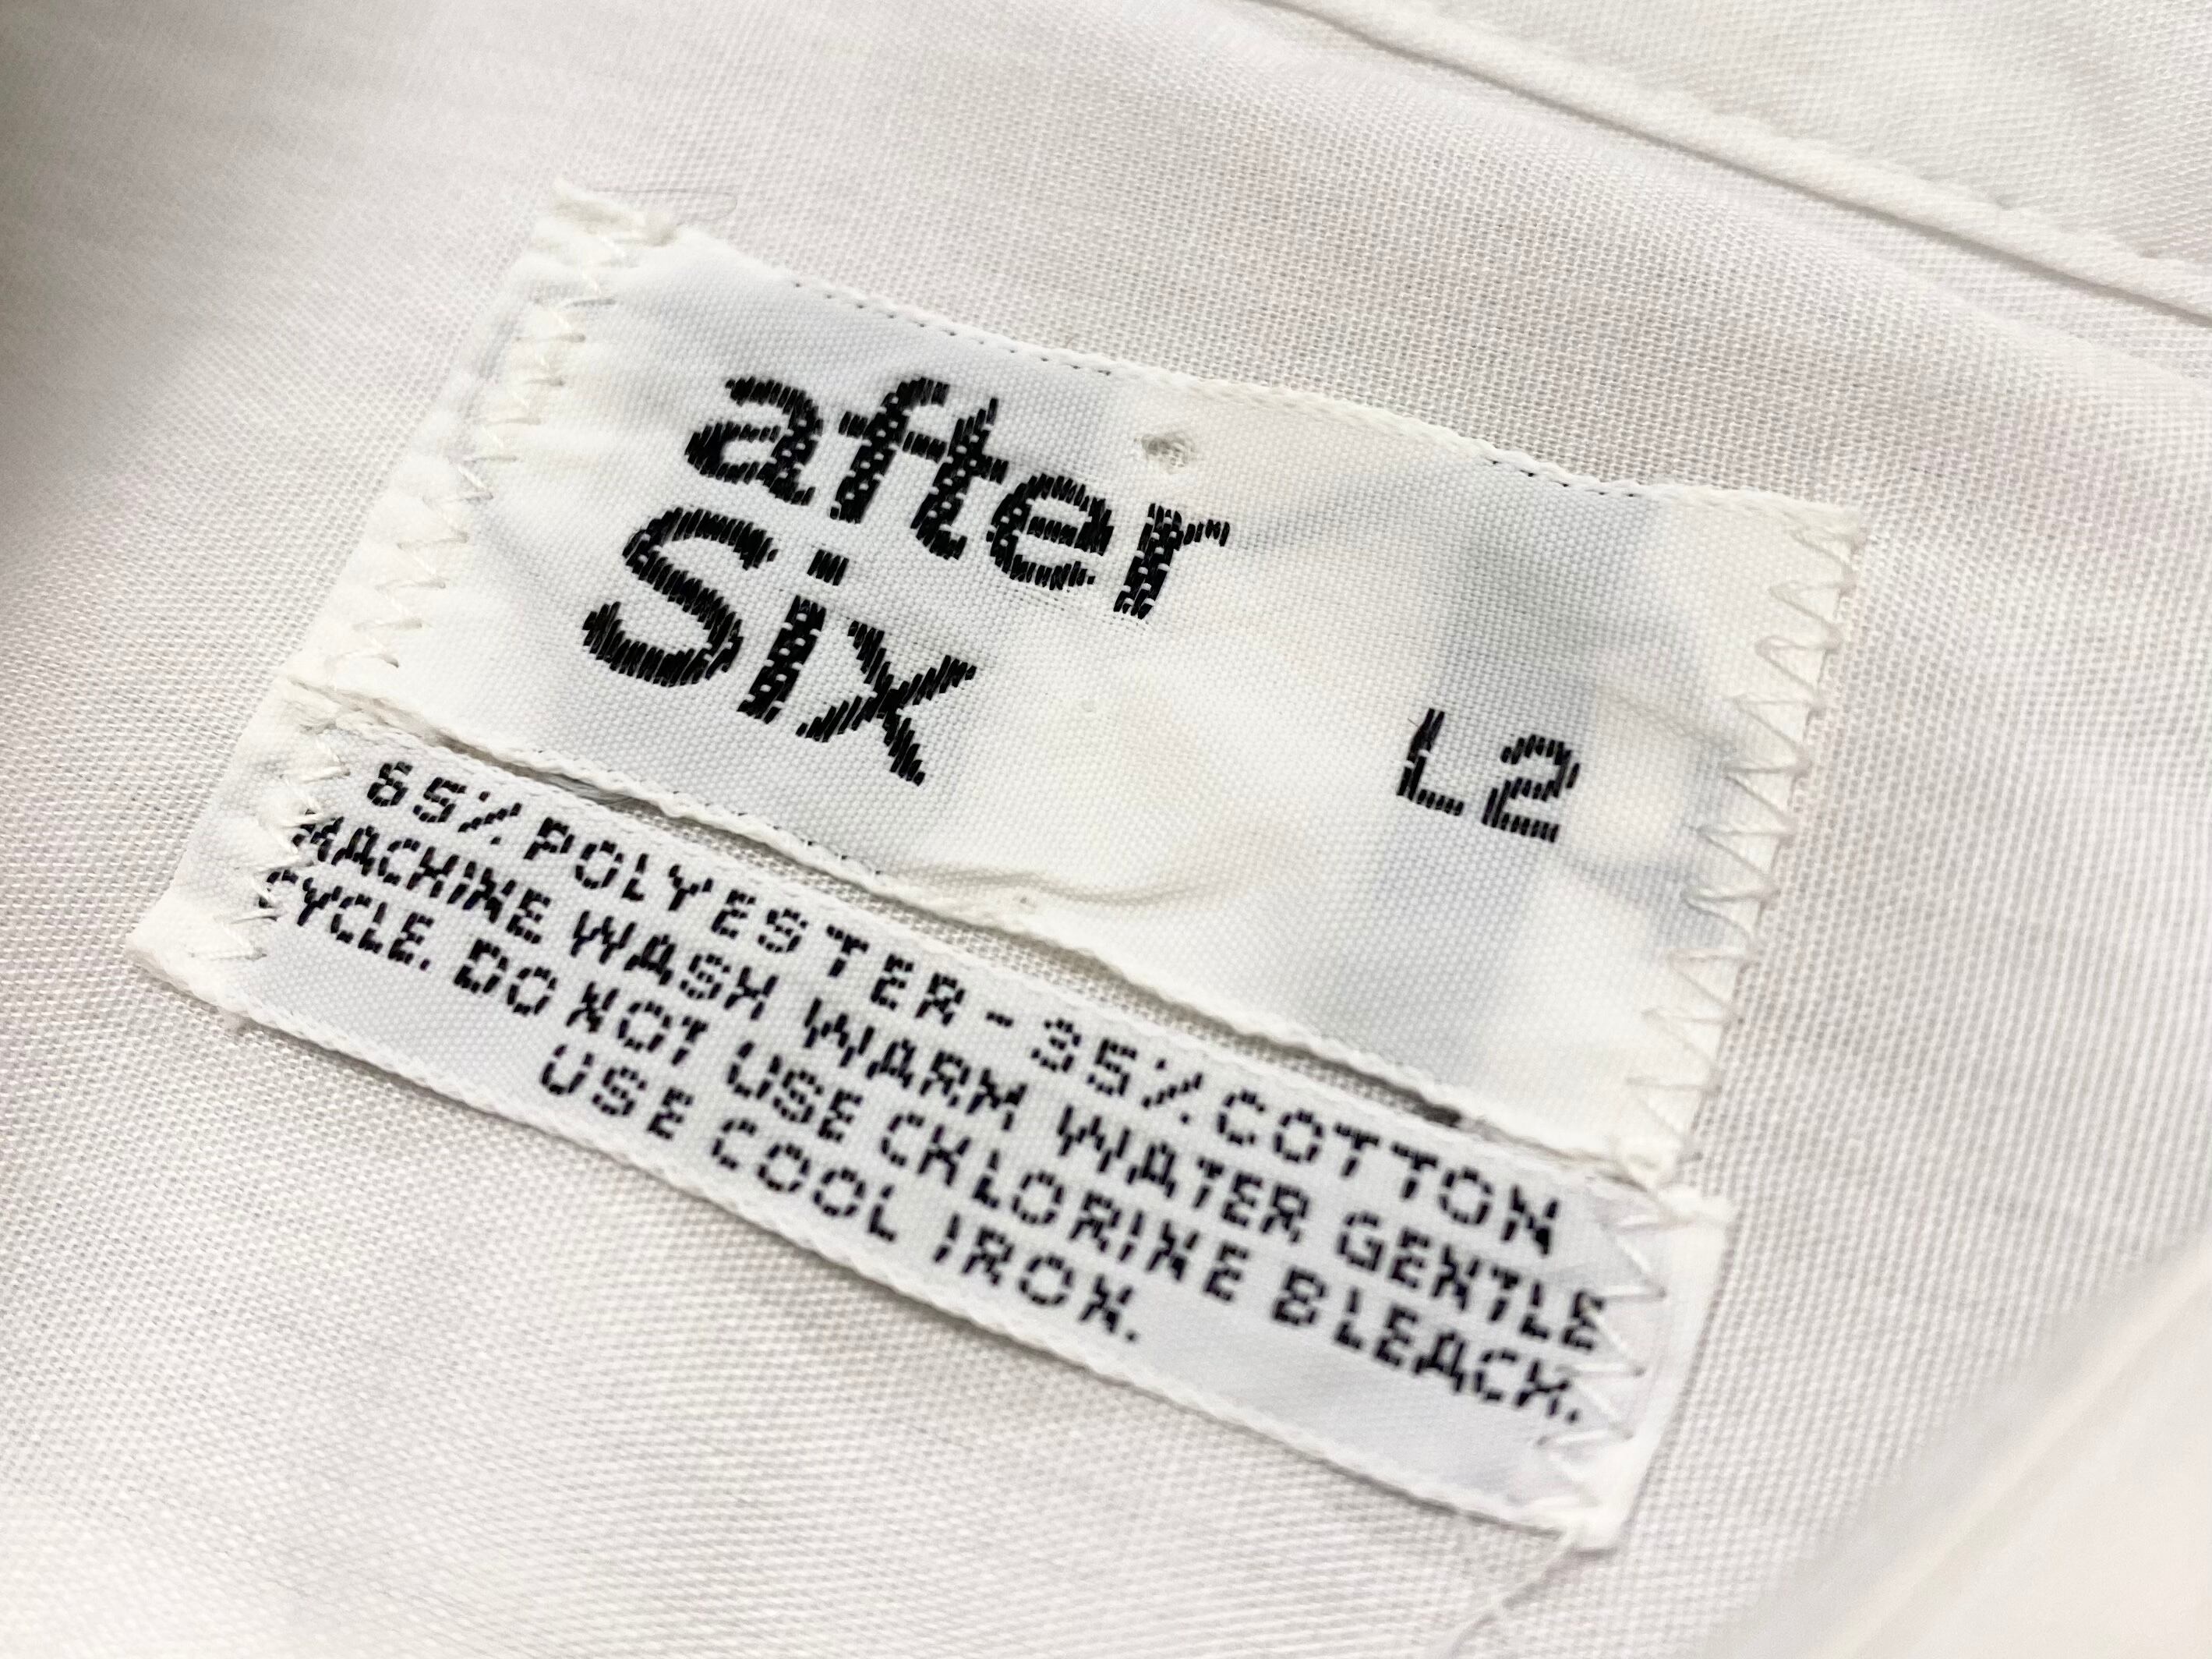 after
Six
L2
65% POLYESTER - 35% COTTON
MACHINE WASH WARM WATER GENTLE
CYCLE. DO NOT USE CHLORINE BLEACH.
USE COOL IRON.